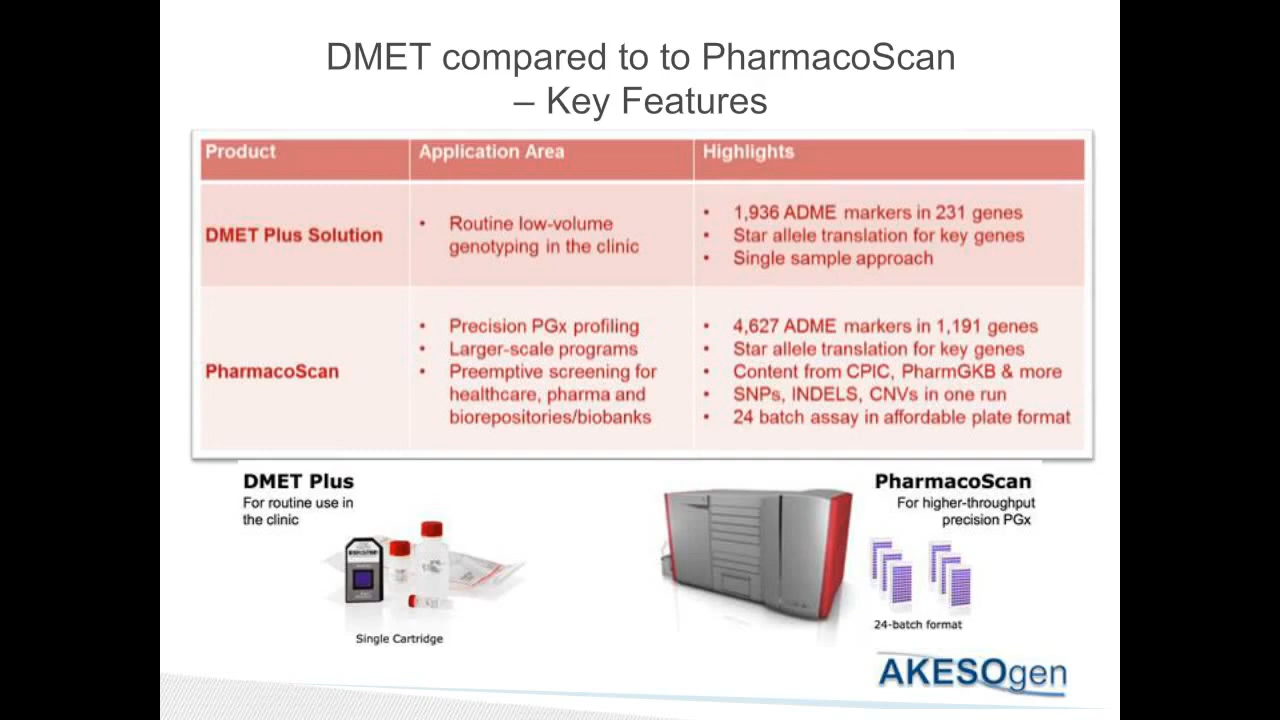 DMET compared to to PharmacoScan
– Key Features
Product
Application Area
Highlights
DMET Plus Solution
• Routine low-volume
genotyping in the clinic
• 1,936 ADME markers in 231 genes
• Star allele translation for key genes
• Single sample approach
PharmacoScan
• Precision PGx profiling
• Larger-scale programs
• Preemptive screening for
healthcare, pharma and
biorepositories/biobanks
• 4,627 ADME markers in 1,191 genes
• Star allele translation for key genes
• Content from CPIC, PharmGKB & more
• SNPs, INDELS, CNVs in one run
• 24 batch assay in affordable plate format
DMET Plus
For routine use in
the clinic
Single Cartridge
PharmacoScan
For higher-throughput
precision PGx
24-batch format
AKESOgen